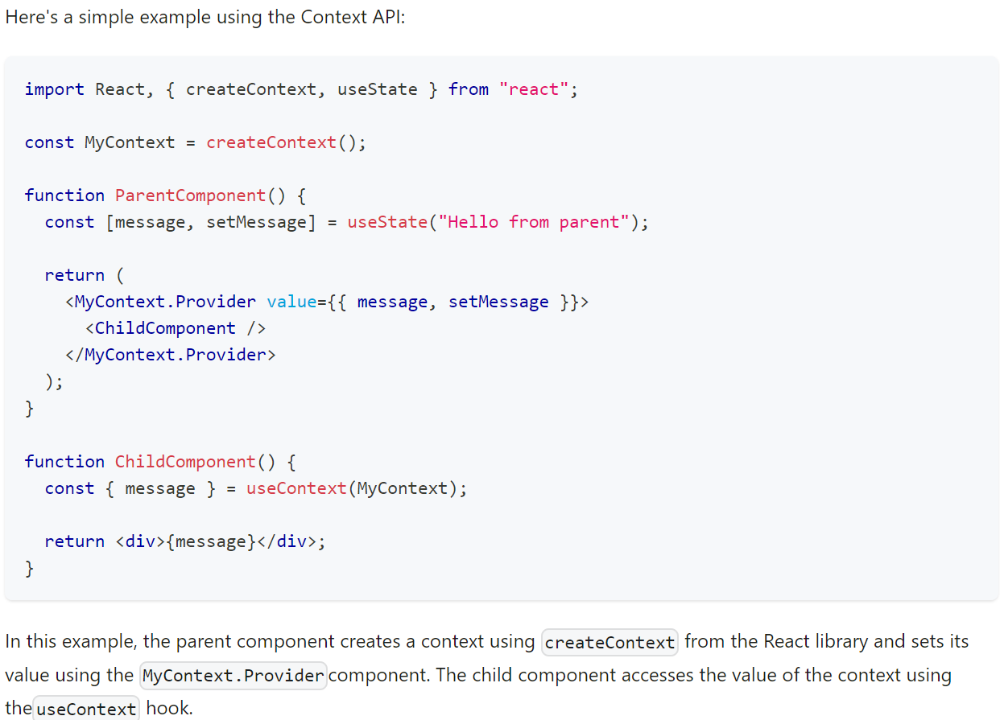 Here's a simple example using the Context API:
import React, { createContext, useState } from "react";
const MyContext = createContext();
function ParentComponent() {
  const [message, setMessage] = useState("Hello from parent");
  return (
    <MyContext.Provider value={{ message, setMessage }}>
      <ChildComponent />
    </MyContext.Provider>
  );
}
function ChildComponent() {
  const { message } = useContext(MyContext);
  return <div>{message}</div>;
}
In this example, the parent component creates a context using createContext from the React library and sets its
value using the MyContext.Provider component. The child component accesses the value of the context using
the useContext hook.